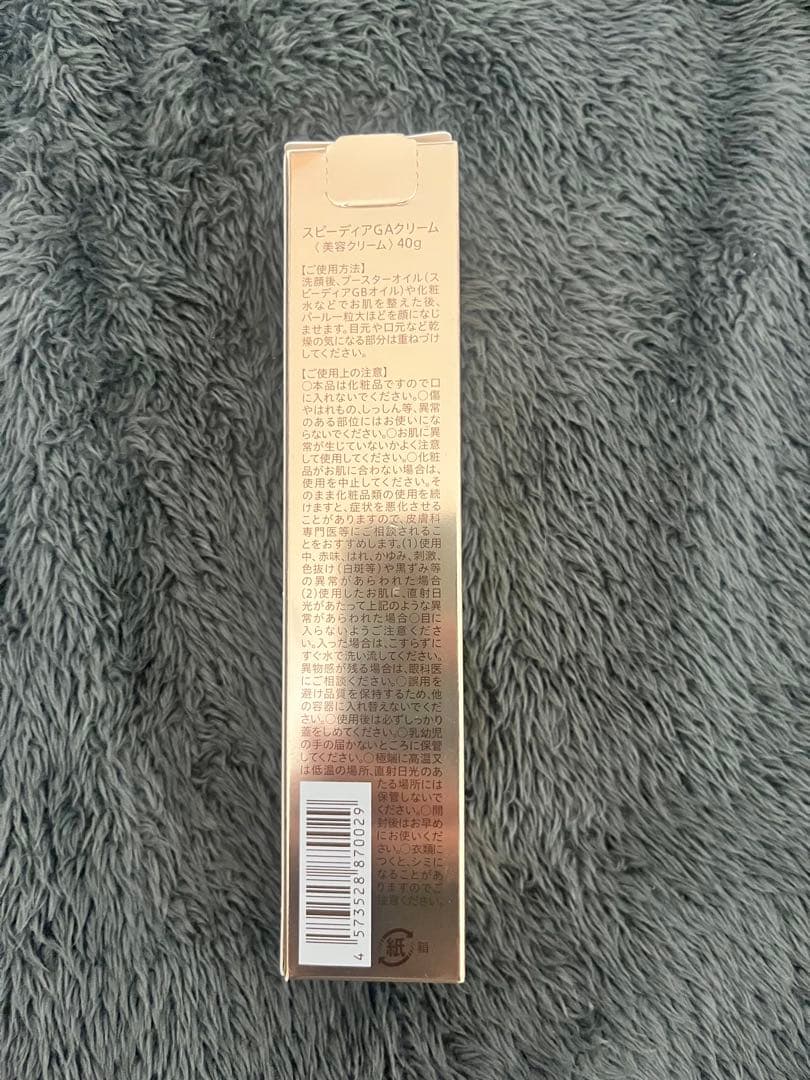 スピーディアGAクリーム
〈美容クリーム〉40g
【ご使用方法】
洗顔後、ブースターオイル(ス
ピーディアGBオイル)や化粧
水などでお肌を整えた後、
パール一粒大ほどを顔になじ
ませます。目元や口元など乾
燥の気になる部分は重ねづけ
してください。
【ご使用上の注意】
○本品は化粧品ですので口
に入れないでください。○傷
やはれもの、しっしん等、異常
のある部位にはお使いにな
らないでください。○お肌に異
常が生じていないかよく注意
して使用してください。○化粧
品がお肌に合わない場合は、
使用を中止してください。そ
のまま化粧品類の使用を続
けますと、症状を悪化させる
ことがありますので、皮膚科
専門医等にご相談されるこ
とをおすすめします。(1)使用
中、赤味、はれ、かゆみ、刺激、
色抜け(白斑等)や黒ずみ等
の異常があらわれた場合
(2)使用したお肌に、直射日
光があたって上記のような異
常があらわれた場合○目に
入らないようご注意くださ
い。入った場合は、こすらずに
すぐ水で洗い流してください。
異物感が残る場合は、眼科医
にご相談ください。○誤用を
避け品質を保持するため、他
の容器に入れ替えないでくだ
さい。○使用後は必ずしっかり
蓋をしめてください。○乳幼児
の手の届かないところに保管
してください。○極端に高温又
は低温の場所、直射日光のあ
たる場所には
保管しないで
ください。○開
封後はお早め
にお使いくだ
さい。○衣類に
つくと、シミに
なることがあ
りますのでご
注意ください。
4 573528 870029
紙 箱